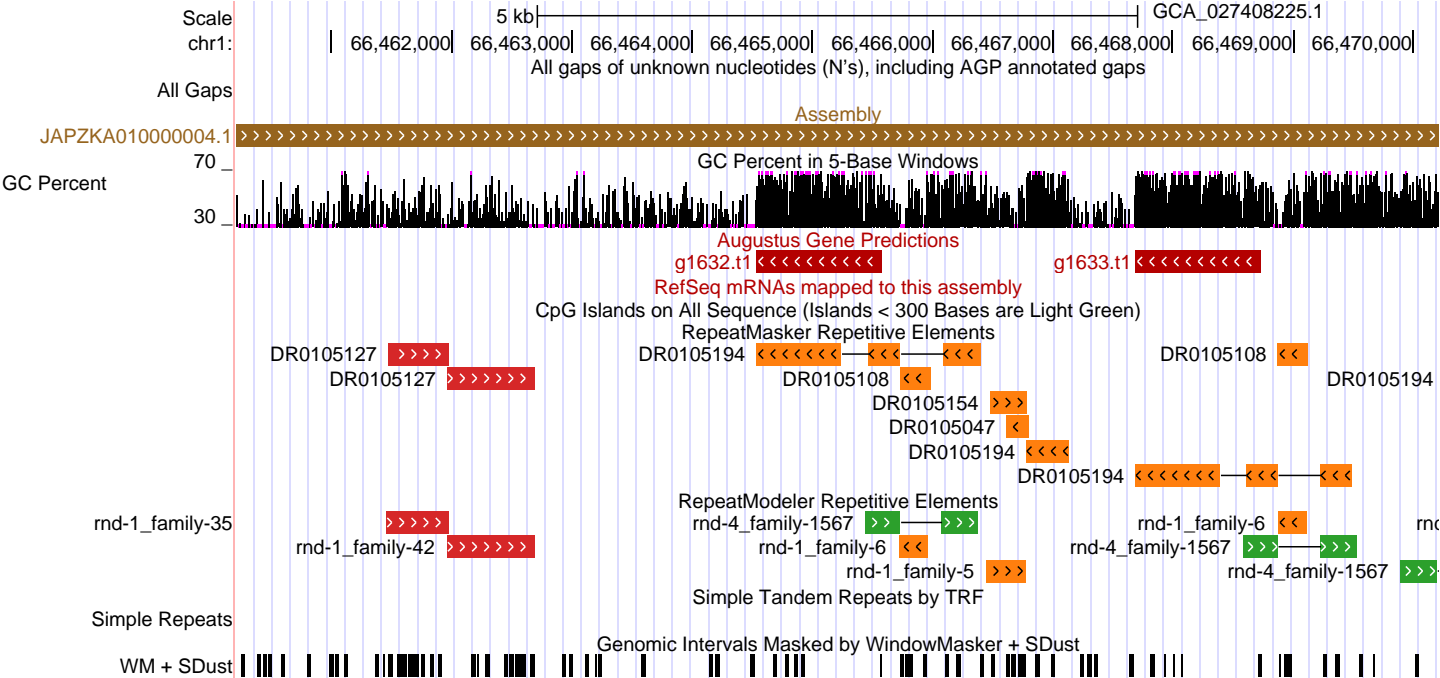 Scale 5 kb GCA_027408225.1
chr1: 66,462,000 66,463,000 66,464,000 66,465,000 66,466,000 66,467,000 66,468,000 66,469,000 66,470,000
All gaps of unknown nucleotides (N's), including AGP annotated gaps
All Gaps
Assembly
JAPZKA010000004.1
70 GC Percent in 5-Base Windows
GC Percent
30
Augustus Gene Predictions
g1632.t1 g1633.t1
RefSeq mRNAs mapped to this assembly
CpG Islands on All Sequence (Islands < 300 Bases are Light Green)
RepeatMasker Repetitive Elements
DR0105127 DR0105194 DR0105108
DR0105127 DR0105108 DR0105194
DR0105154
DR0105047
DR0105194
DR0105194
RepeatModeler Repetitive Elements
rnd-1_family-35 rnd-4_family-1567 rnd-1_family-6
rnd-1_family-42 rnd-1_family-6 rnd-4_family-1567
rnd-1_family-5 rnd-4_family-1567
Simple Tandem Repeats by TRF
Simple Repeats
Genomic Intervals Masked by WindowMasker + SDust
WM + SDust